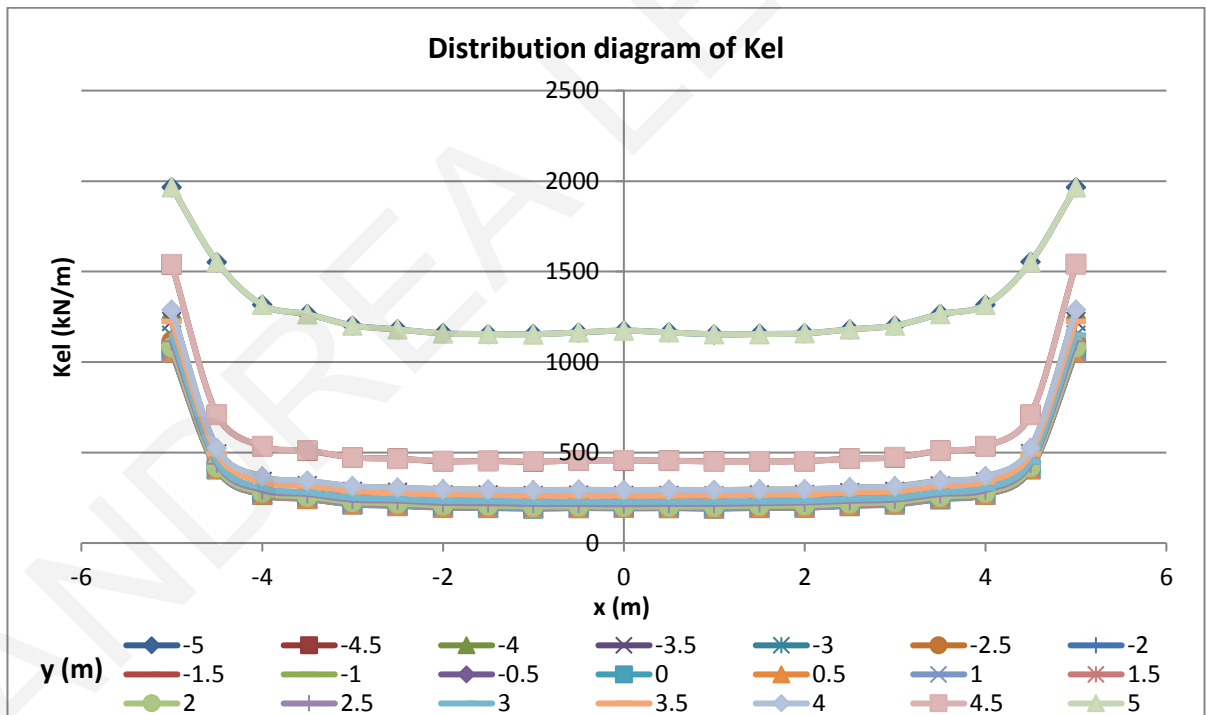 Distribution diagram of Kel
2500
2000
1500
1000
500
0
Kel (kN/m)
-6 -4 -2 0 2 4 6
x (m)
y (m)
-5 -4.5 -4 -3.5 -3 -2.5 -2
-1.5 -1 -0.5 0 0.5 1 1.5
2 2.5 3 3.5 4 4.5 5
ANDREA LE